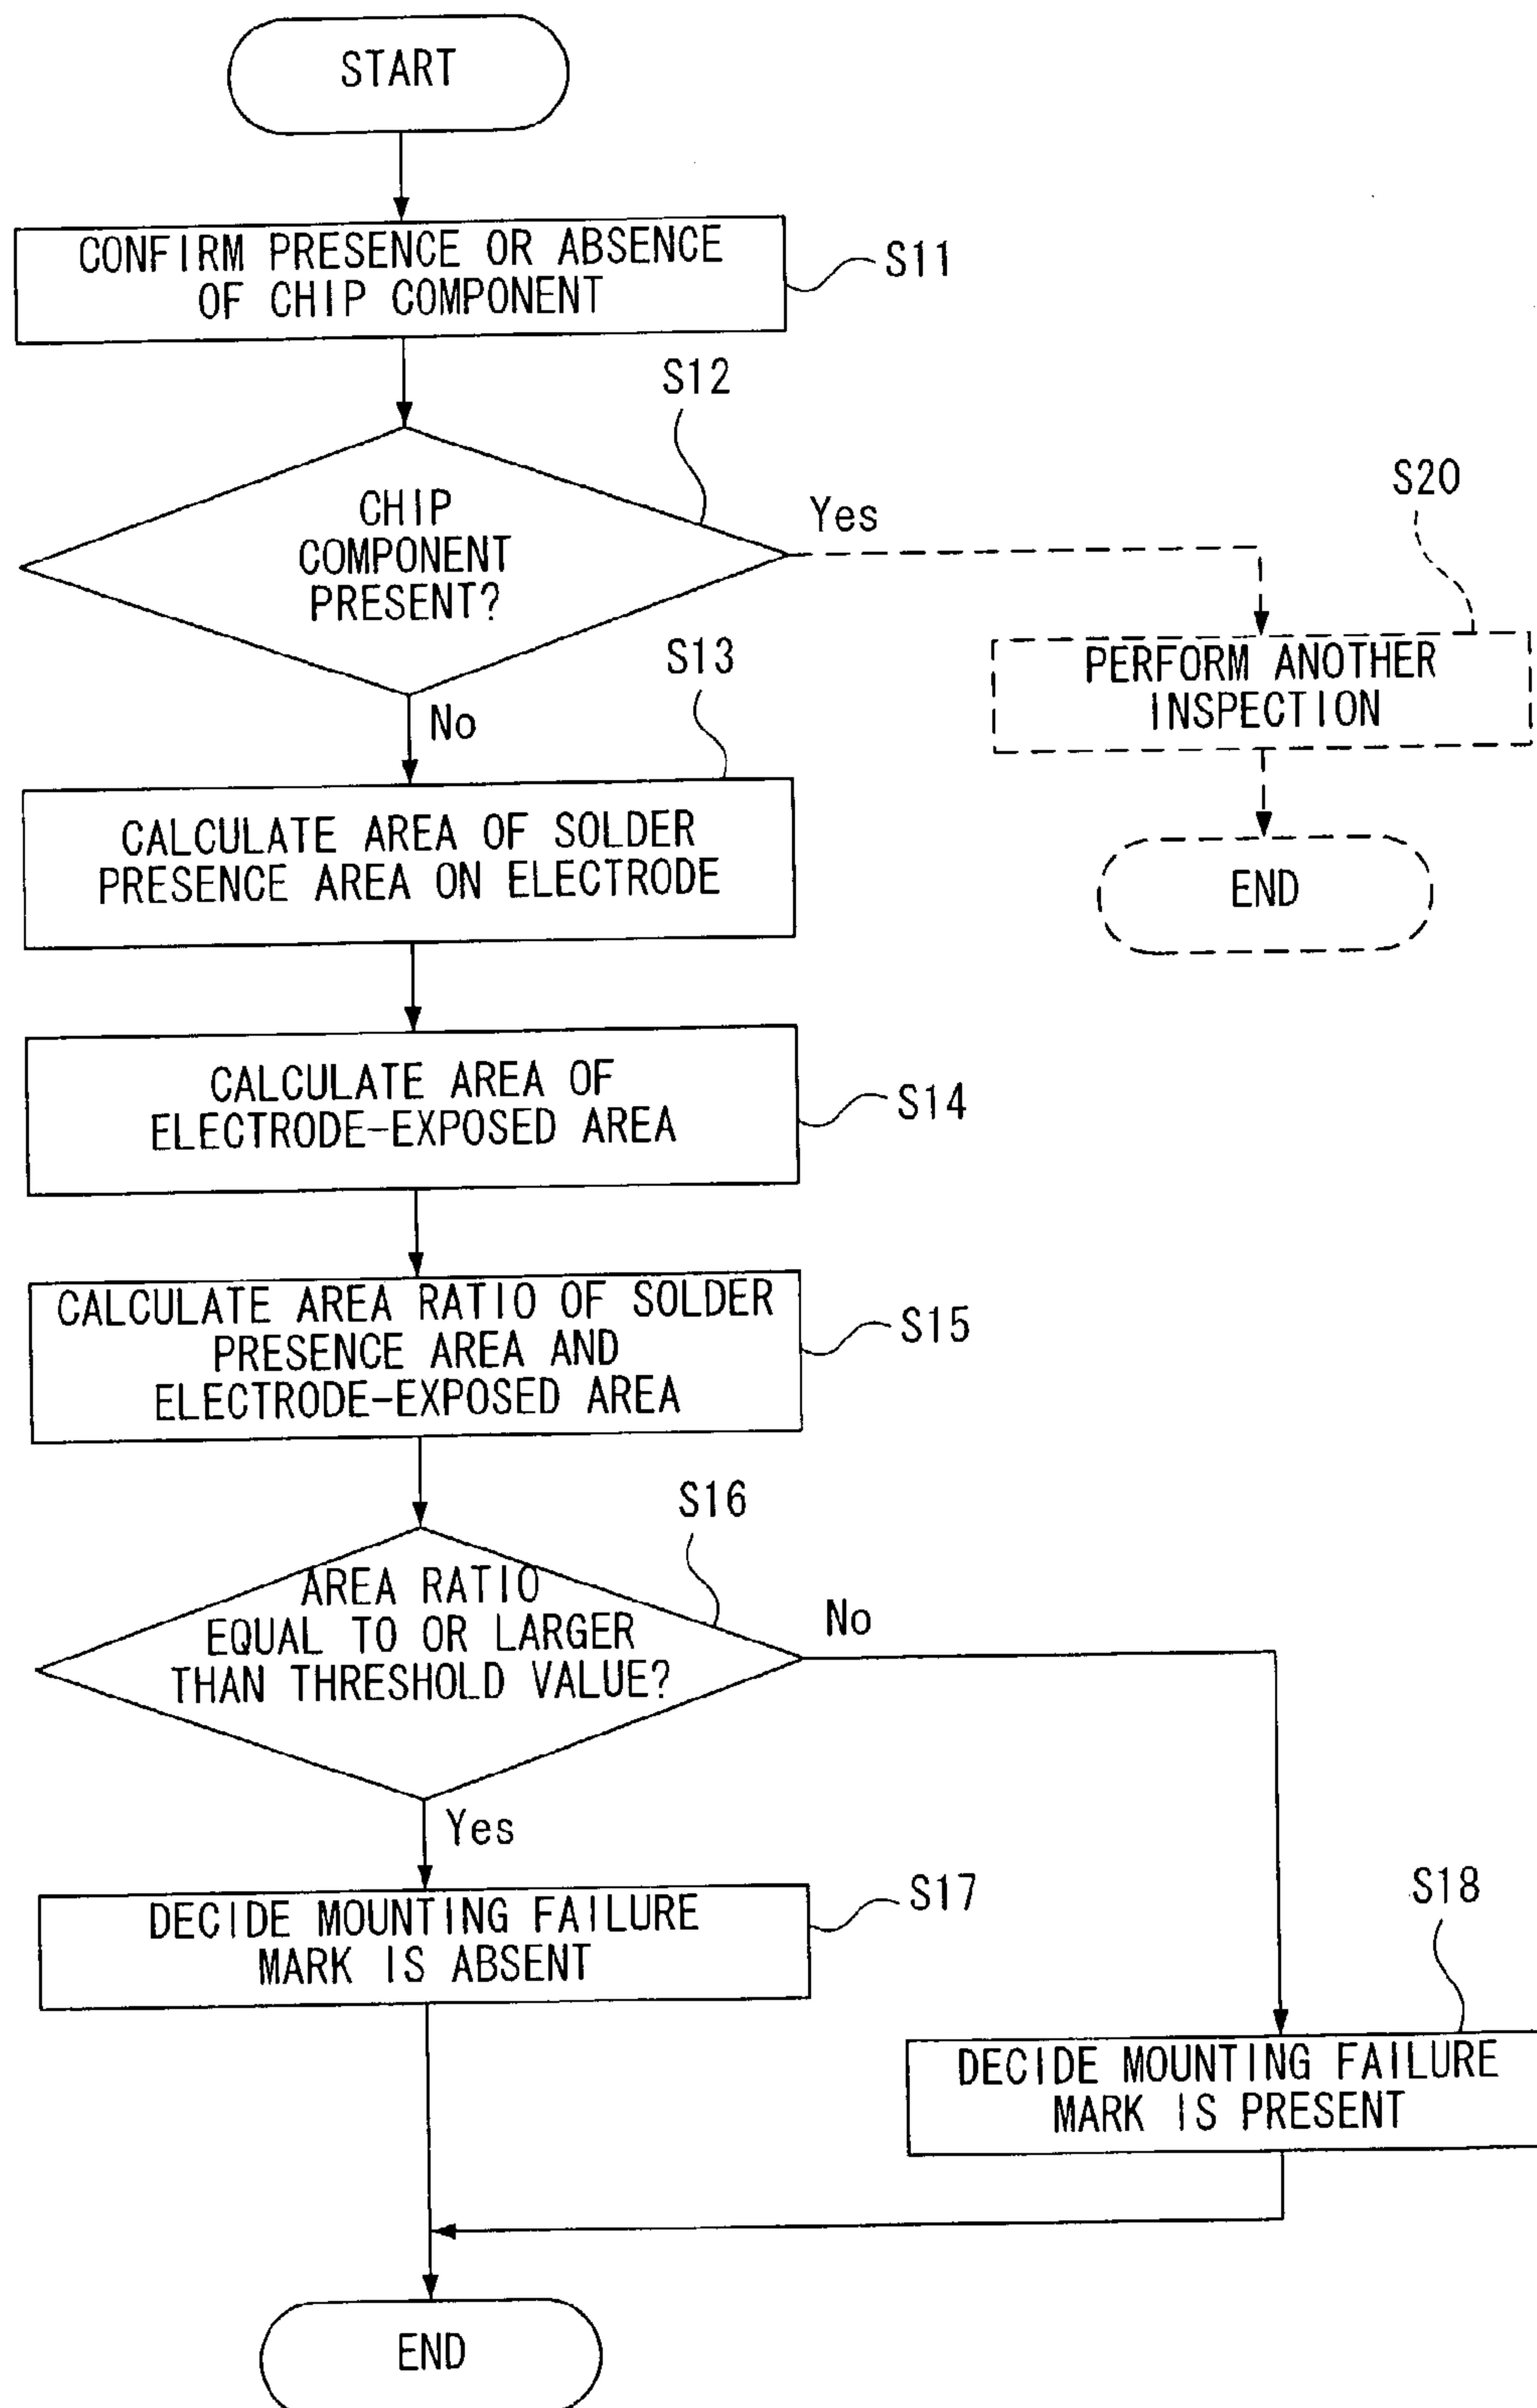 START
CONFIRM PRESENCE OR ABSENCE
OF CHIP COMPONENT
S11
S12
CHIP
COMPONENT
PRESENT?
Yes
S20
PERFORM ANOTHER
INSPECTION
END
No
S13
CALCULATE AREA OF SOLDER
PRESENCE AREA ON ELECTRODE
CALCULATE AREA OF
ELECTRODE-EXPOSED AREA
S14
CALCULATE AREA RATIO OF SOLDER
PRESENCE AREA AND
ELECTRODE-EXPOSED AREA
S15
S16
AREA RATIO
EQUAL TO OR LARGER
THAN THRESHOLD VALUE?
No
Yes
DECIDE MOUNTING FAILURE
MARK IS ABSENT
S17
S18
DECIDE MOUNTING FAILURE
MARK IS PRESENT
END